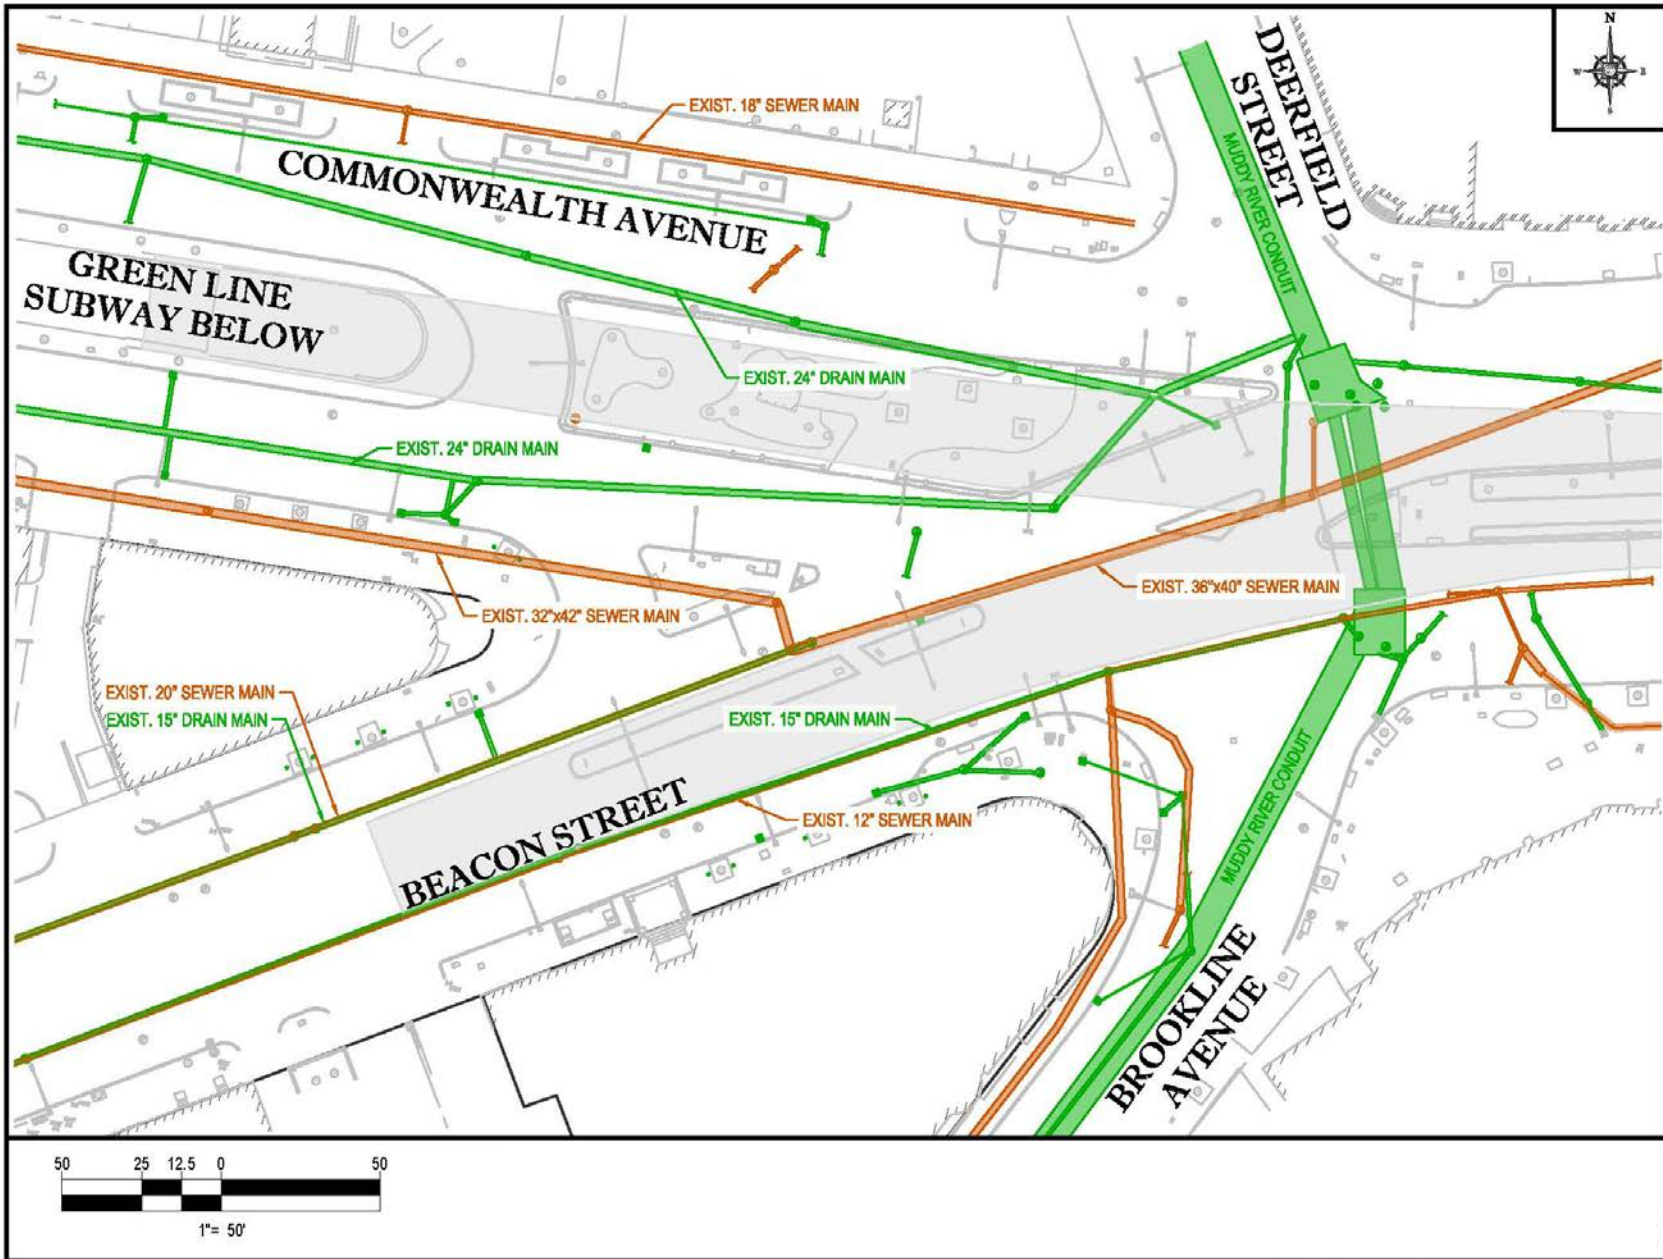 N
W
E
DEERFIELD
STREET
EXIST. 18" SEWER MAIN
MUDDY RIVER CONDUIT
COMMONWEALTH AVENUE
GREEN LINE
SUBWAY BELOW
EXIST. 24" DRAIN MAIN
EXIST. 24" DRAIN MAIN
EXIST. 36"x40" SEWER MAIN
EXIST. 32"x42" SEWER MAIN
EXIST. 20" SEWER MAIN
EXIST. 15" DRAIN MAIN
EXIST. 15" DRAIN MAIN
MUDDY RIVER CONDUIT
EXIST. 12" SEWER MAIN
BEACON STREET
BROOKLINE
AVENUE
50 25 12.5 0 50
1"= 50'